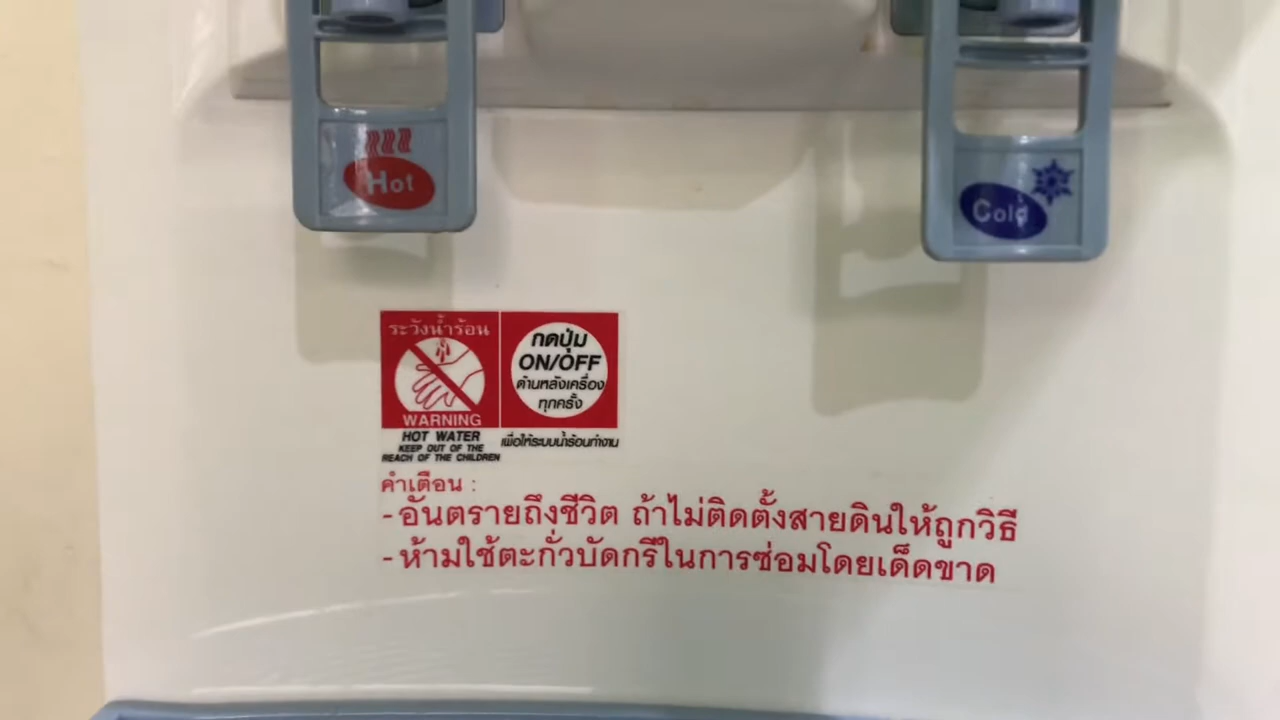 Hot
Cold
ระวังน้ำร้อน
WARNING
HOT WATER
KEEP OUT OF THE
REACH OF THE CHILDREN
กดปุ่ม
ON/OFF
ด้านหลังเครื่อง
ทุกครั้ง
เพื่อให้ระบบน้ำร้อนทำงาน
คำเตือน :
-อันตรายถึงชีวิต ถ้าไม่ติดตั้งสายดินให้ถูกวิธี
-ห้ามใช้ตะกั่วบัดกรีในการซ่อมโดยเด็ดขาด